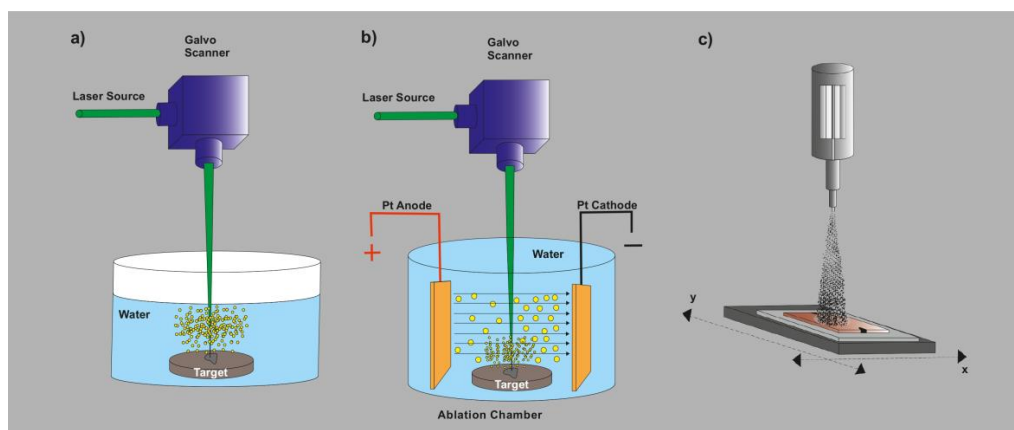 a)
Galvo
Scanner
Laser Source
Water
Target
b)
Galvo
Scanner
Laser Source
Pt Anode
Pt Cathode
+
−
Water
Target
Ablation Chamber
c)
y
x